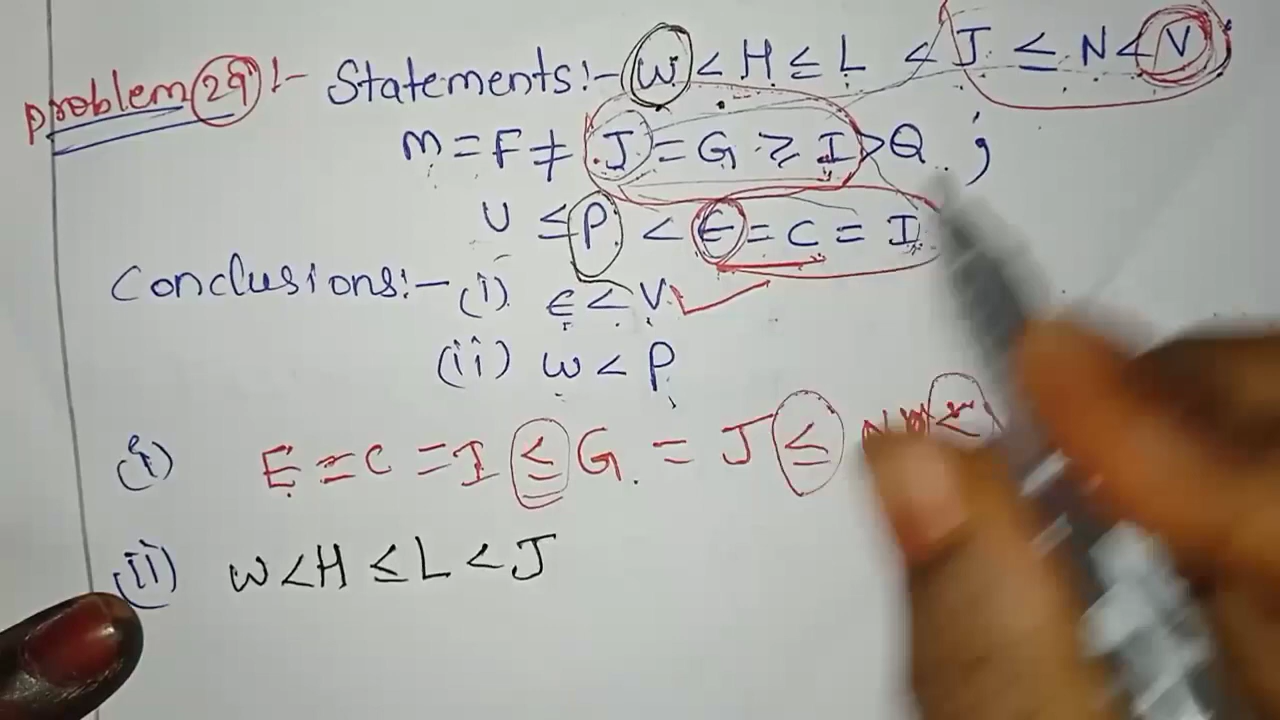 Problem 29 :- Statements :- W < H ≤ L < J ≤ N < V
M = F ≠ J = G ≥ I > Q ;
U ≤ P < E = C = I
Conclusions :- (i) E < V ✓
(ii) W < P
(i) E = C = I ≤ G = J ≤ N <
(ii) W < H ≤ L < J